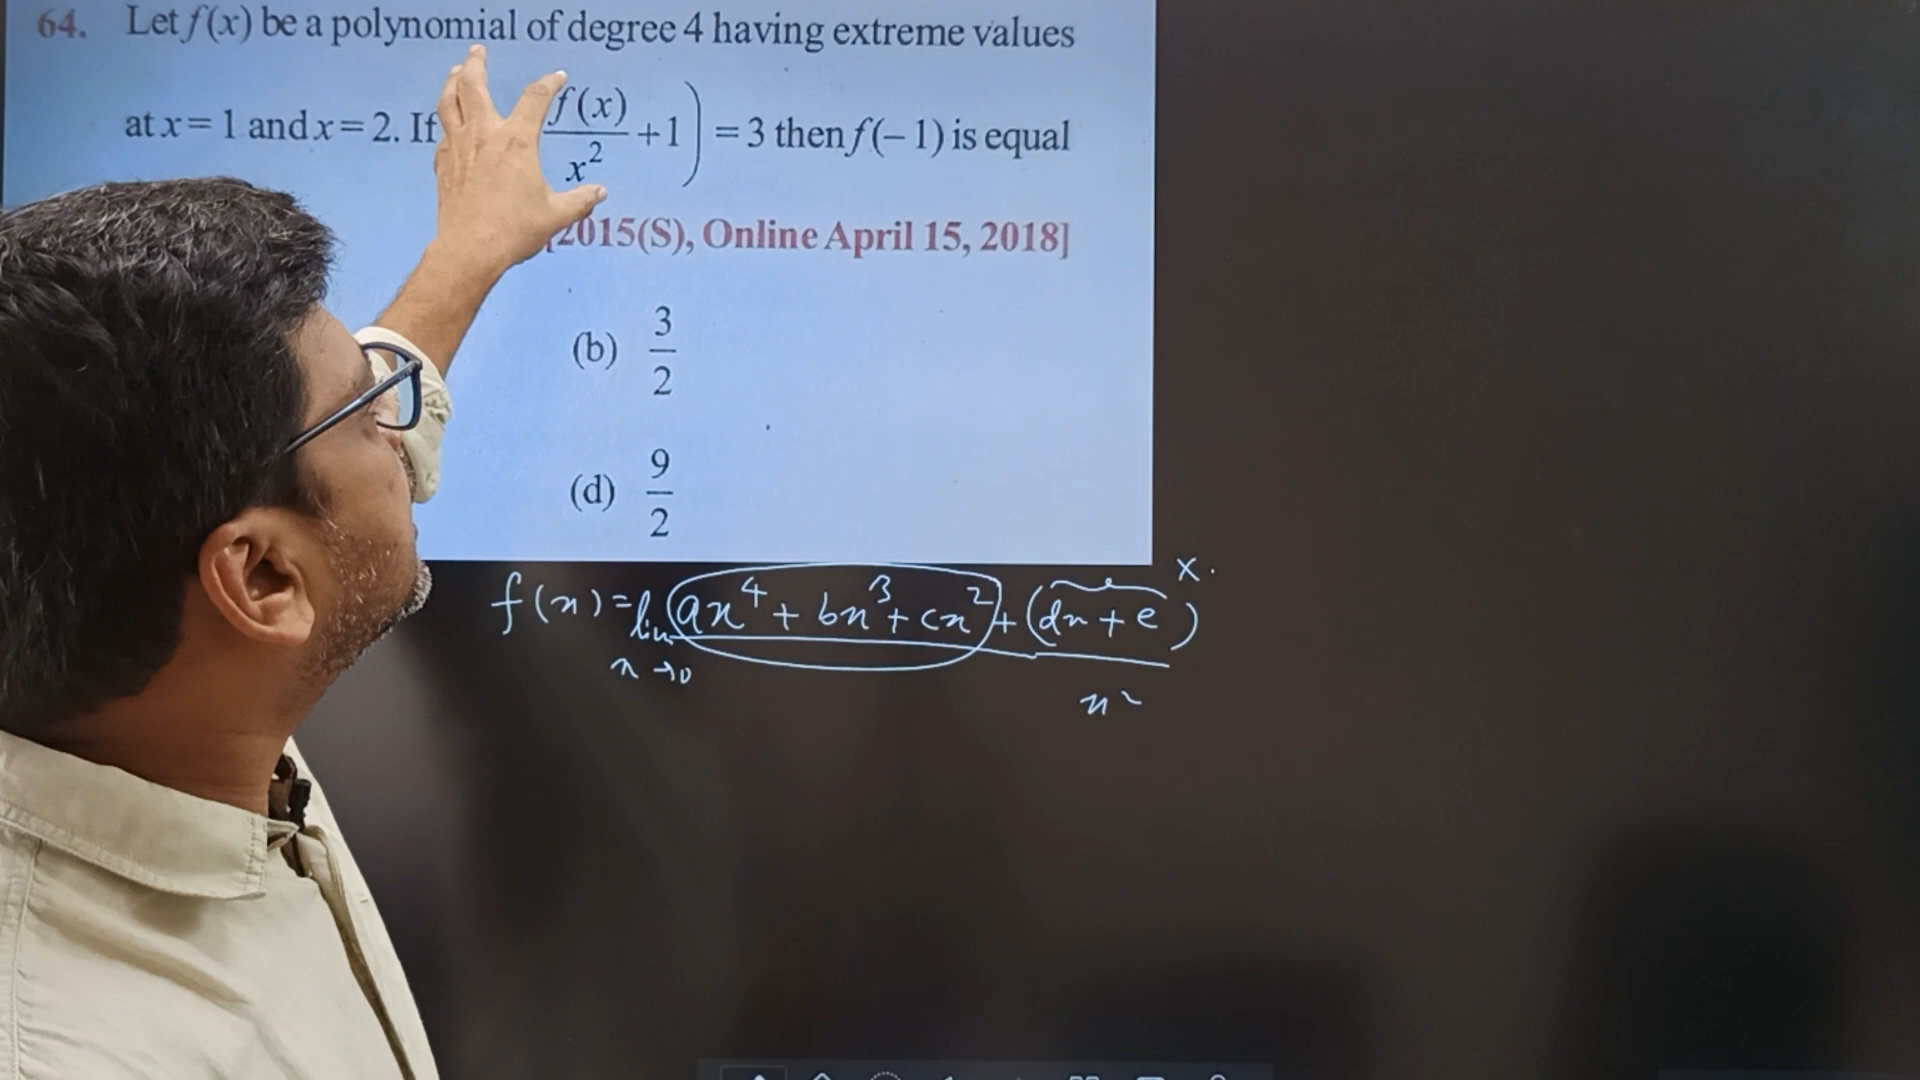 64. Let f(x) be a polynomial of degree 4 having extreme values
at x = 1 and x = 2. If f(x)/x² + 1) = 3 then f(– 1) is equal
[2015(S), Online April 15, 2018]
(b) 3/2
(d) 9/2
x.
f(x) = lim ax⁴ + bx³ + cx² + (dx + e)
x → 0
x²